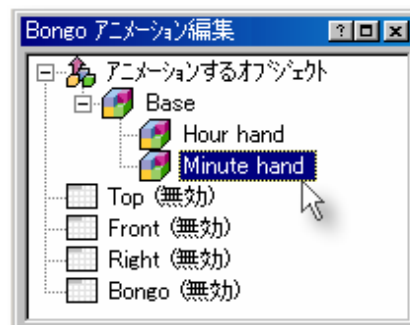 Bongo アニメーション編集
アニメーションするオブジェクト
Base
Hour hand
Minute hand
Top (無効)
Front (無効)
Right (無効)
Bongo (無効)